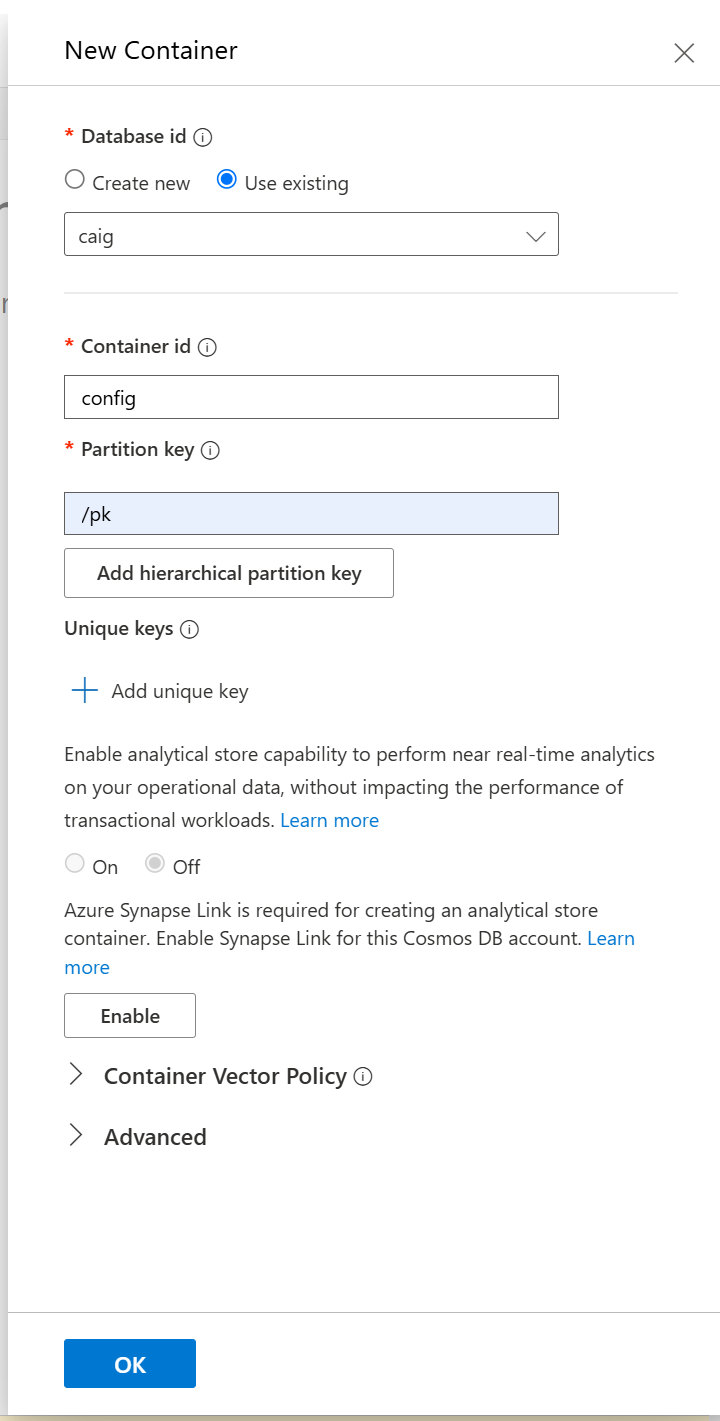 New Container
* Database id
Create new Use existing
caig
* Container id
config
* Partition key
/pk
Add hierarchical partition key
Unique keys
Add unique key
Enable analytical store capability to perform near real-time analytics
on your operational data, without impacting the performance of
transactional workloads. Learn more
On Off
Azure Synapse Link is required for creating an analytical store
container. Enable Synapse Link for this Cosmos DB account. Learn
more
Enable
Container Vector Policy
Advanced
OK